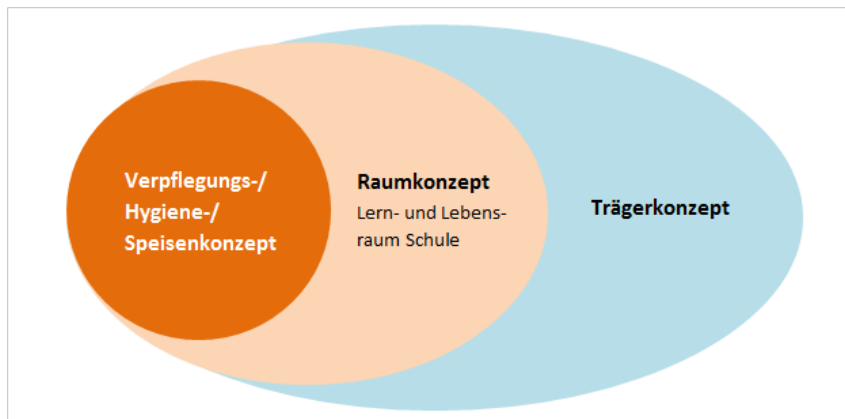 Verpflegungs-/
Hygiene-/
Speisenkonzept
Raumkonzept
Lern- und Lebens-
raum Schule
Trägerkonzept